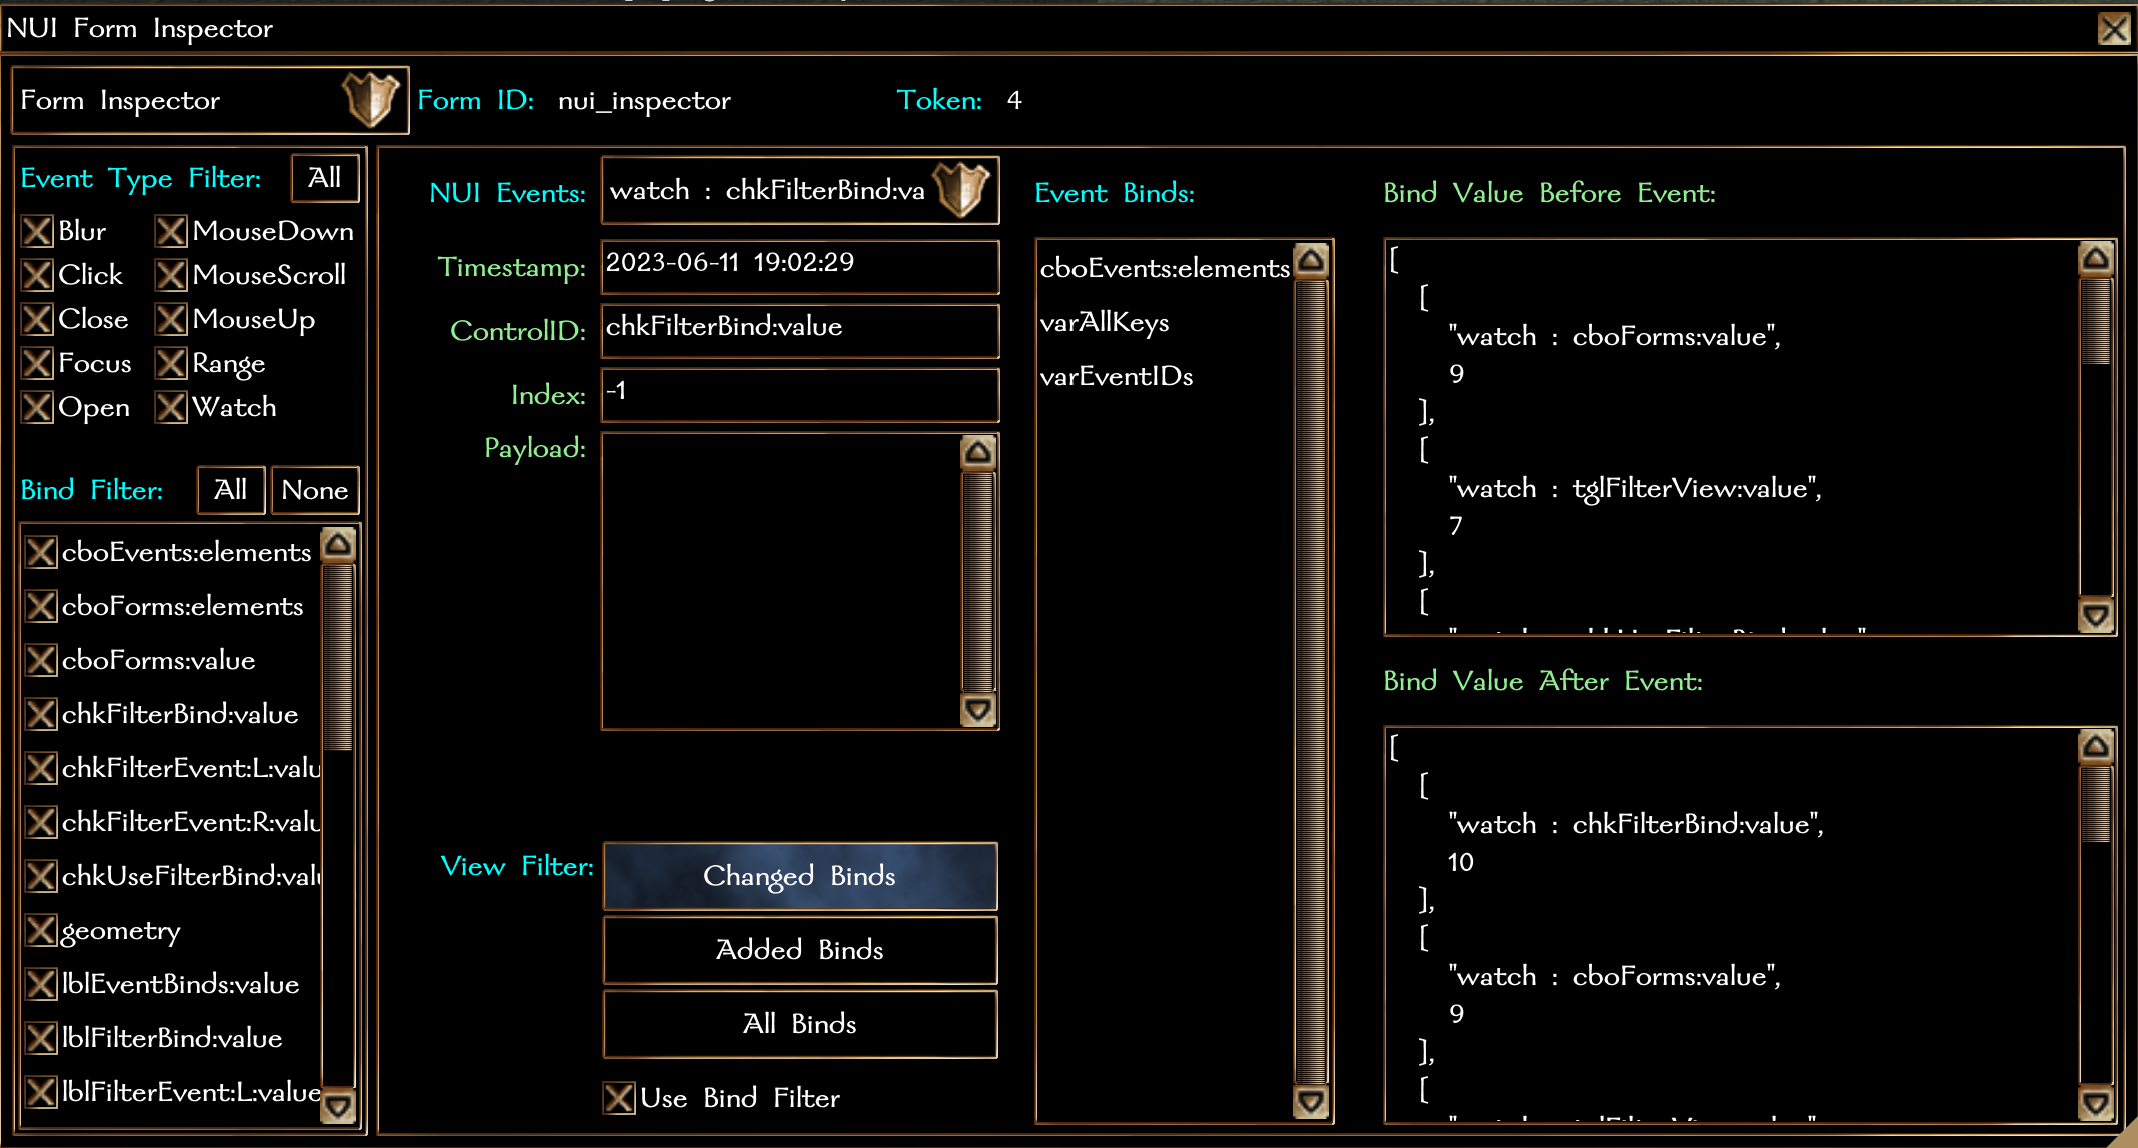 NUI Form Inspector
Form Inspector
Form ID: nui_inspector
Token: 4
Event Type Filter: All
Blur MouseDown
Click MouseScroll
Close MouseUp
Focus Range
Open Watch
Bind Filter: All None
cboEvents:elements
cboForms:elements
cboForms:value
chkFilterBind:value
chkFilterEvent:L:valu
chkFilterEvent:R:valu
chkUseFilterBind:val
geometry
lblEventBinds:value
lblFilterBind:value
lblFilterEvent:L:value
NUI Events: watch : chkFilterBind:va
Timestamp: 2023-06-11 19:02:29
ControlID: chkFilterBind:value
Index: -1
Payload:
View Filter: Changed Binds
Added Binds
All Binds
Use Bind Filter
Event Binds:
cboEvents:elements
varAllKeys
varEventIDs
Bind Value Before Event:
[
[
"watch : cboForms:value",
9
],
[
"watch : tglFilterView:value",
7
],
[
Bind Value After Event:
[
[
"watch : chkFilterBind:value",
10
],
[
"watch : cboForms:value",
9
],
[